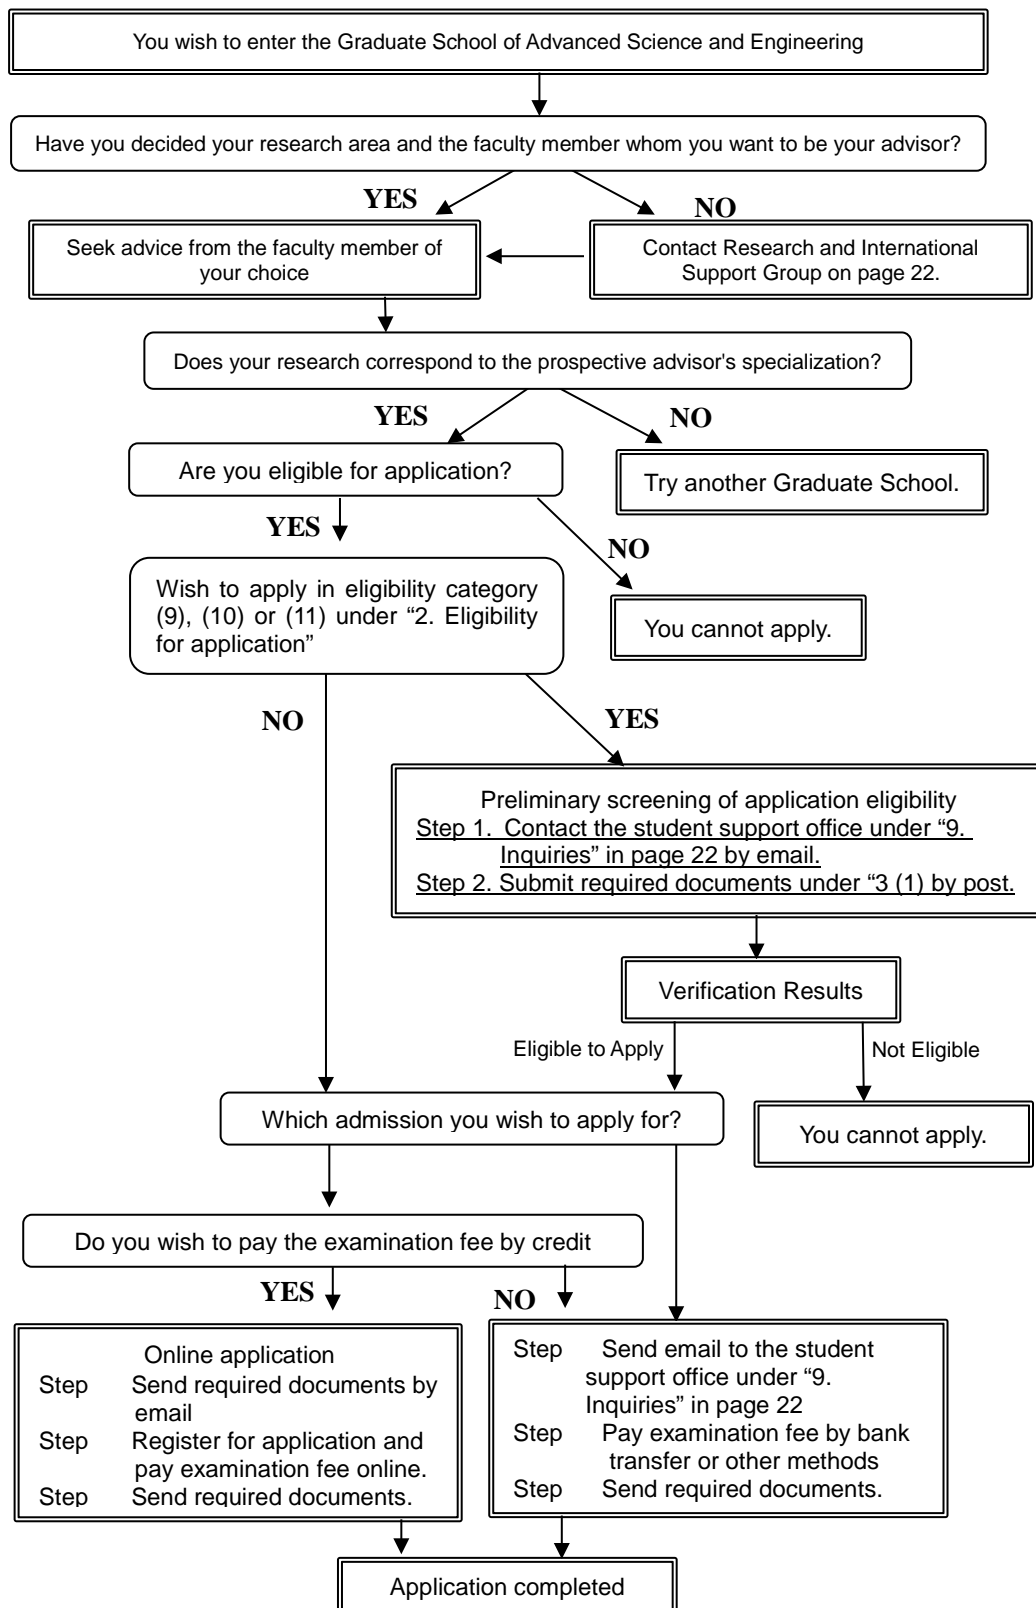 You wish to enter the Graduate School of Advanced Science and Engineering
Have you decided your research area and the faculty member whom you want to be your advisor?
YES
NO
Seek advice from the faculty member of
your choice
Contact Research and International
Support Group on page 22.
Does your research correspond to the prospective advisor's specialization?
YES
NO
Are you eligible for application?
Try another Graduate School.
YES
NO
Wish to apply in eligibility category
(9), (10) or (11) under “2. Eligibility
for application”
You cannot apply.
NO
YES
Preliminary screening of application eligibility
Step 1. Contact the student support office under “9.
Inquiries” in page 22 by email.
Step 2. Submit required documents under “3 (1) by post.
Verification Results
Eligible to Apply
Not Eligible
Which admission you wish to apply for?
You cannot apply.
Do you wish to pay the examination fee by credit
YES
NO
Online application
Step Send required documents by
email
Step Register for application and
pay examination fee online.
Step Send required documents.
Step Send email to the student
support office under “9.
Inquiries” in page 22
Step Pay examination fee by bank
transfer or other methods
Step Send required documents.
Application completed